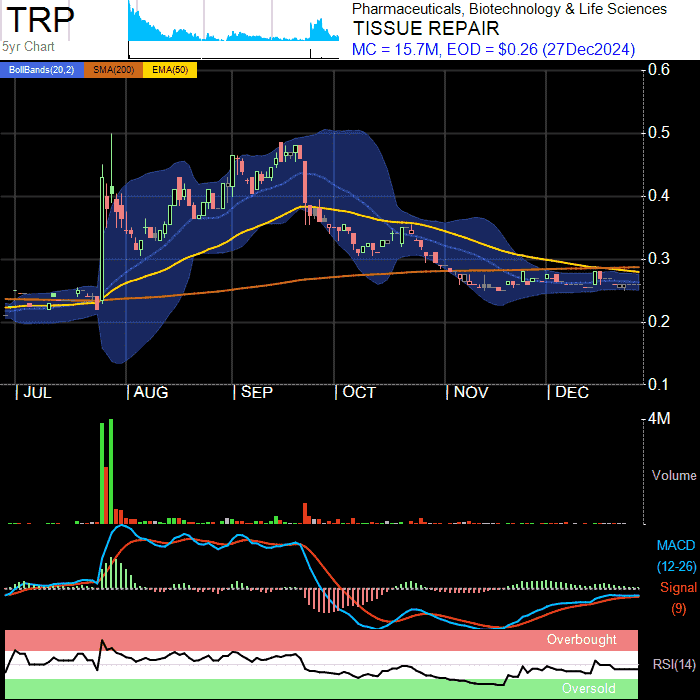 TRP
5yr Chart
Pharmaceuticals, Biotechnology & Life Sciences
TISSUE REPAIR
MC = 15.7M, EOD = $0.26 (27Dec2024)
BollBands(20,2) SMA(200) EMA(50)
0.6
0.5
0.4
0.3
0.2
0.1
JUL AUG SEP OCT NOV DEC
4M
Volume
MACD
(12-26)
Signal
(9)
Overbought
RSI(14)
Oversold